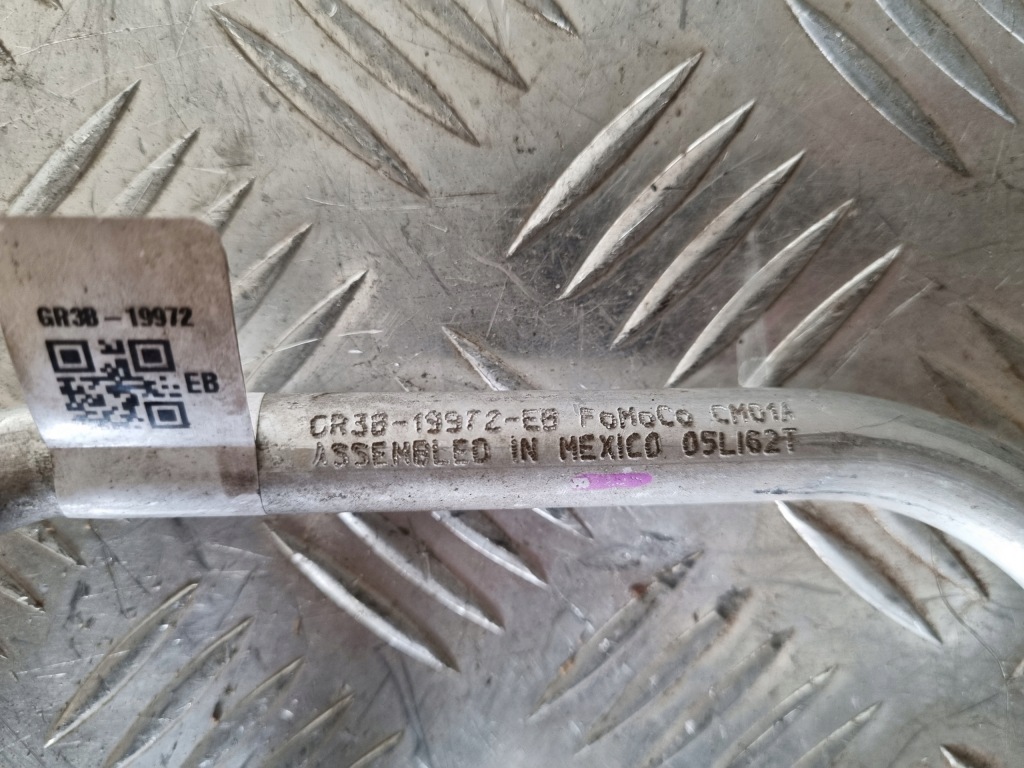 GR3B-19972
EB
GR3B-19972-EB FoMoCo CM01A
ASSEMBLED IN MEXICO 05L162T